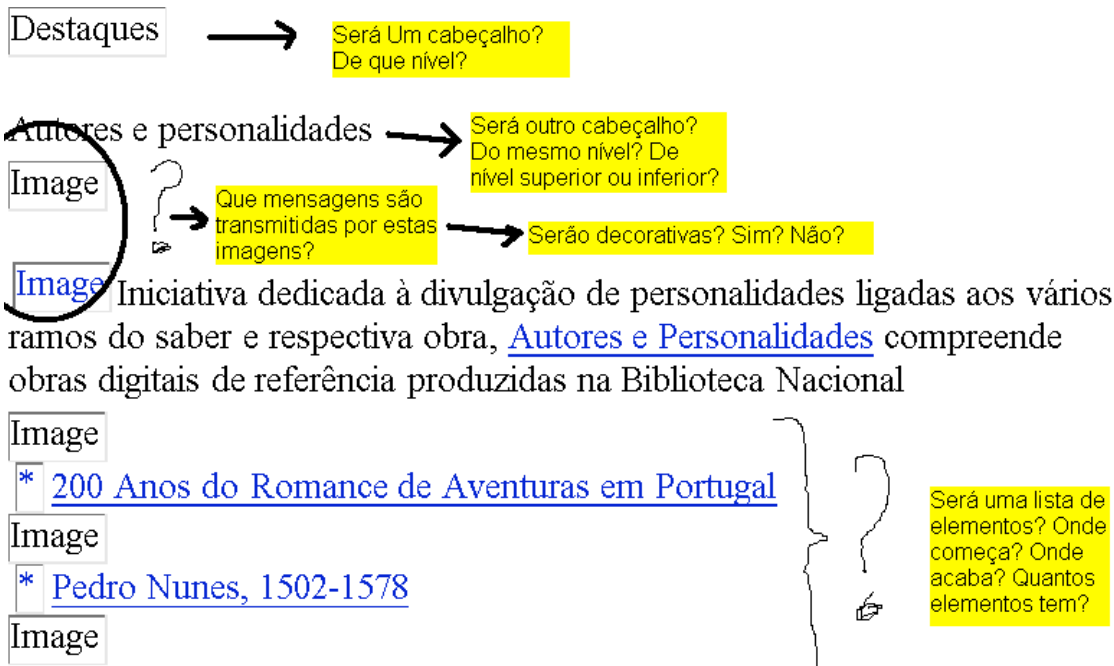 Destaques
Será Um cabeçalho?
De que nível?
Autores e personalidades
Será outro cabeçalho?
Do mesmo nível? De
nível superior ou inferior?
Image
?
Que mensagens são
transmitidas por estas
imagens?
Serão decorativas? Sim? Não?
Image Iniciativa dedicada à divulgação de personalidades ligadas aos vários
ramos do saber e respectiva obra, Autores e Personalidades compreende
obras digitais de referência produzidas na Biblioteca Nacional
Image
* 200 Anos do Romance de Aventuras em Portugal
Image
* Pedro Nunes, 1502-1578
Image
?
Será uma lista de
elementos? Onde
começa? Onde
acaba? Quantos
elementos tem?